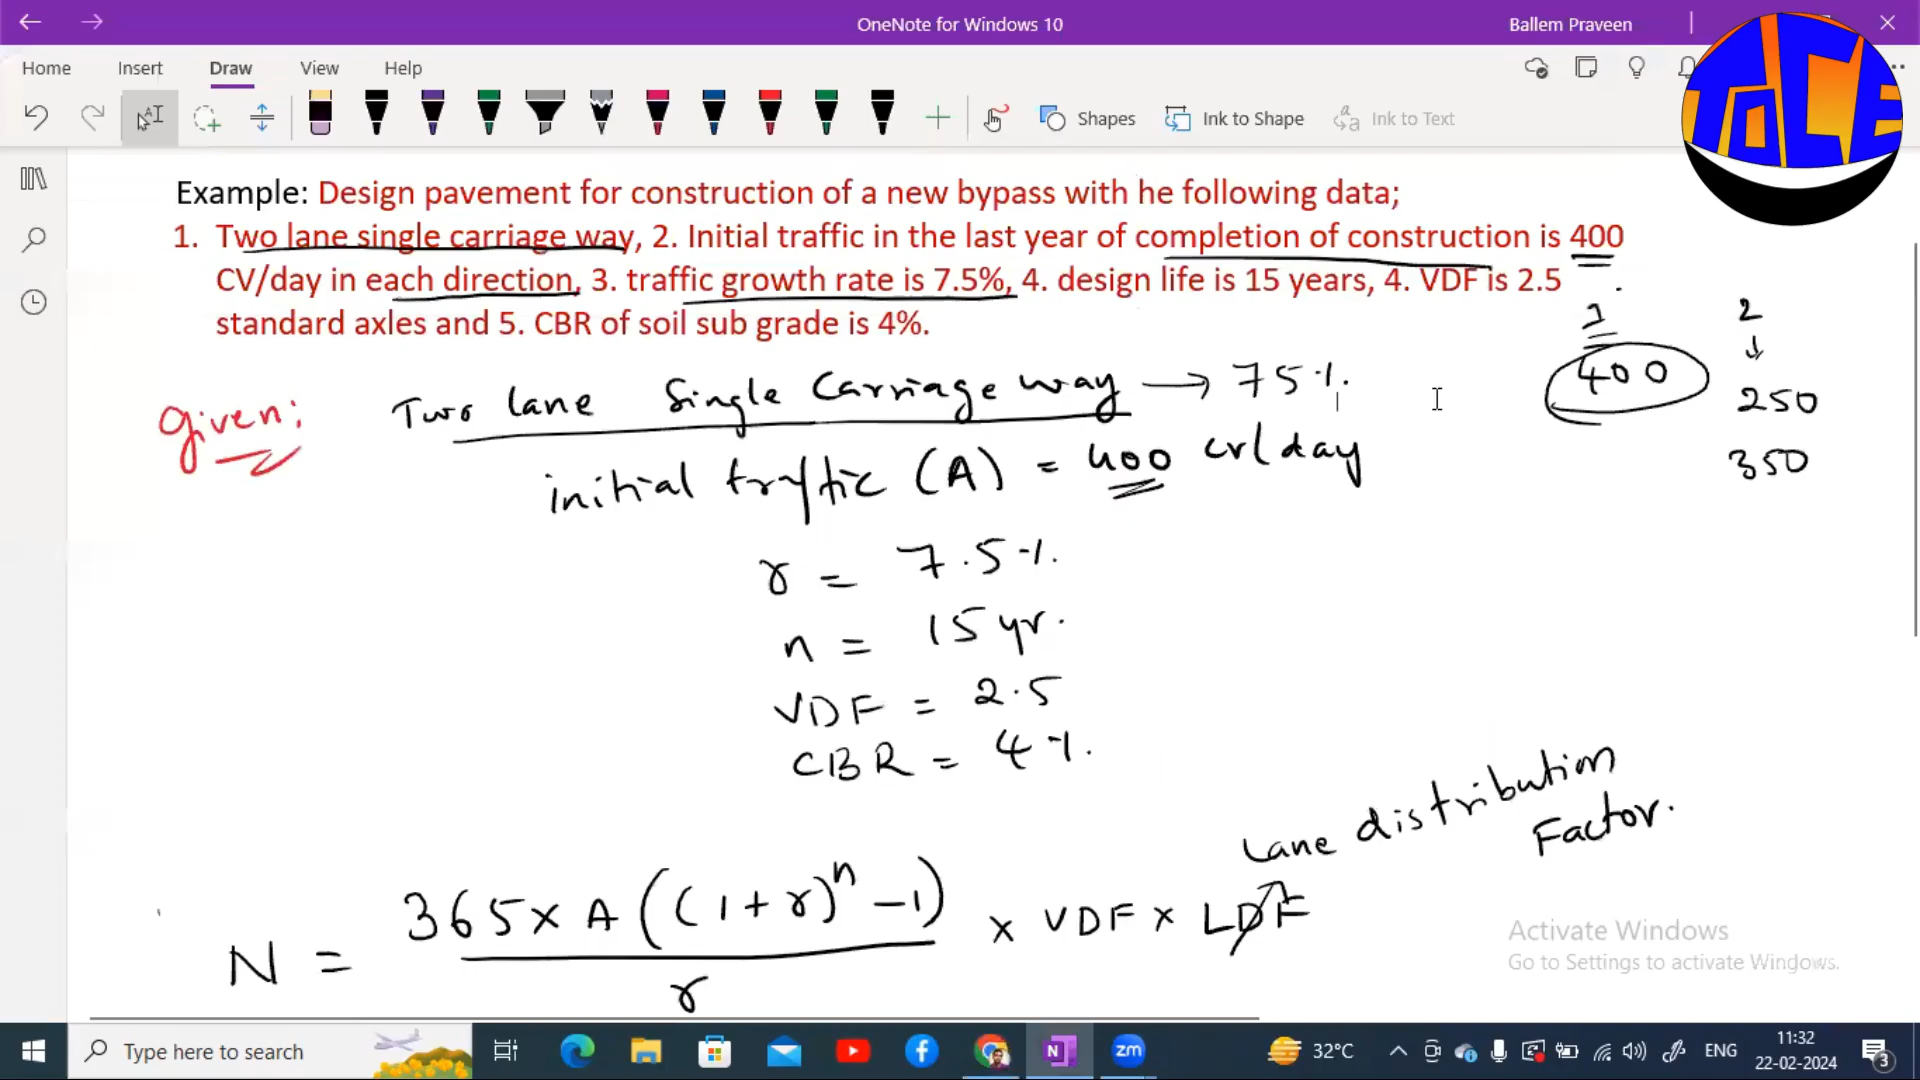 OneNote for Windows 10
Ballem Praveen
Home Insert Draw View Help
Shapes Ink to Shape Ink to Text
TOLCE
Example: Design pavement for construction of a new bypass with he following data;
1. Two lane single carriage way, 2. Initial traffic in the last year of completion of construction is 400
CV/day in each direction, 3. traffic growth rate is 7.5%, 4. design life is 15 years, 4. VDF is 2.5
standard axles and 5. CBR of soil sub grade is 4%.
1 2
400
250
350
Given:
Two lane Single Carriage way → 75%
initial traffic (A) = 400 cv/day
r = 7.5%
n = 15 yr.
VDF = 2.5
CBR = 4%.
Lane distribution
Factor.
N = 365 x A ((1+r)^n -1) x VDF x LDF
r
Activate Windows
Go to Settings to activate Windows.
Type here to search
zm
32°C
ENG
11:32
22-02-2024
3